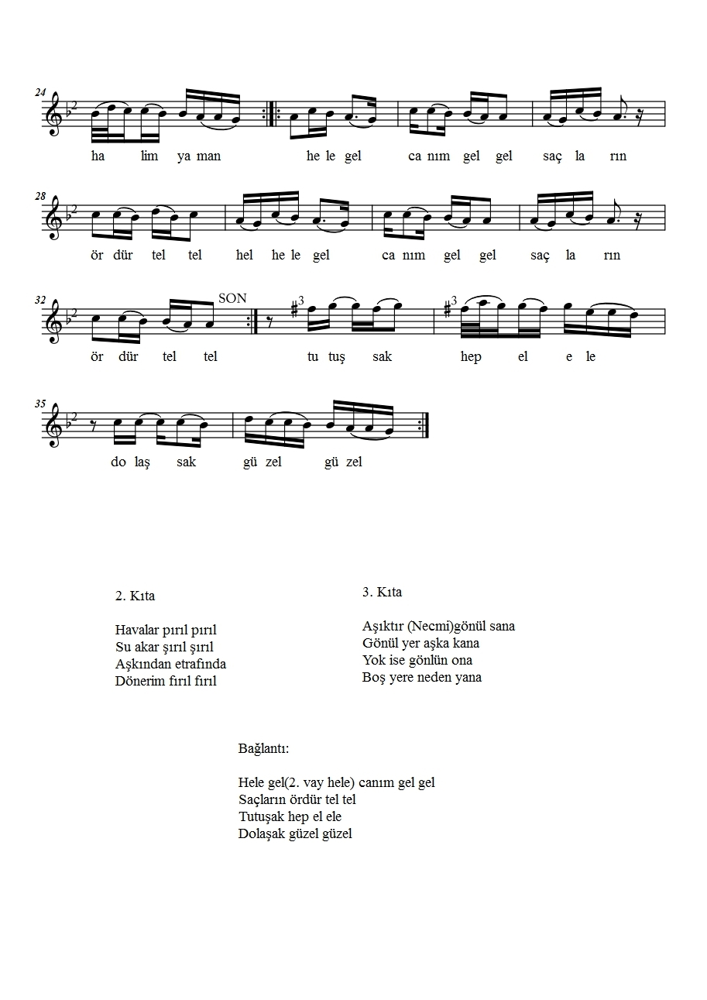 24
2
3
ha lim ya man he le gel ca nım gel gel saç la rın
28
2
ör dür tel tel hel he le gel ca nım gel gel saç la rın
32
2
SON
3
3
ör dür tel tel tu tuş sak hep el e le
35
2
do laş sak gü zel gü zel
2. Kıta
Havalar pırıl pırıl
Su akar şırıl şırıl
Aşkından etrafında
Dönerim fırıl fırıl
3. Kıta
Aşıktır (Necmi)gönül sana
Gönül yer aşka kana
Yok ise gönlün ona
Boş yere neden yana
Bağlantı:
Hele gel(2. vay hele) canım gel gel
Saçların ördür tel tel
Tutuşak hep el ele
Dolaşak güzel güzel